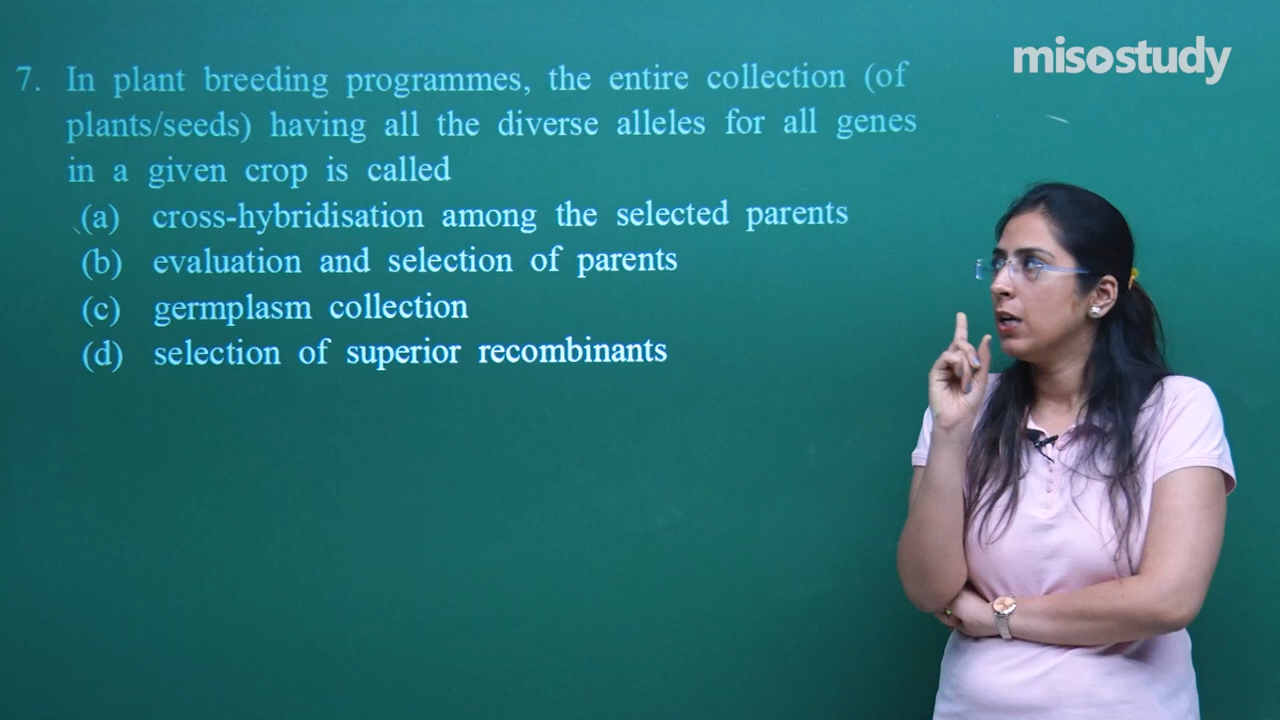 misostudy
7. In plant breeding programmes, the entire collection (of
plants/seeds) having all the diverse alleles for all genes
in a given crop is called
(a) cross-hybridisation among the selected parents
(b) evaluation and selection of parents
(c) germplasm collection
(d) selection of superior recombinants